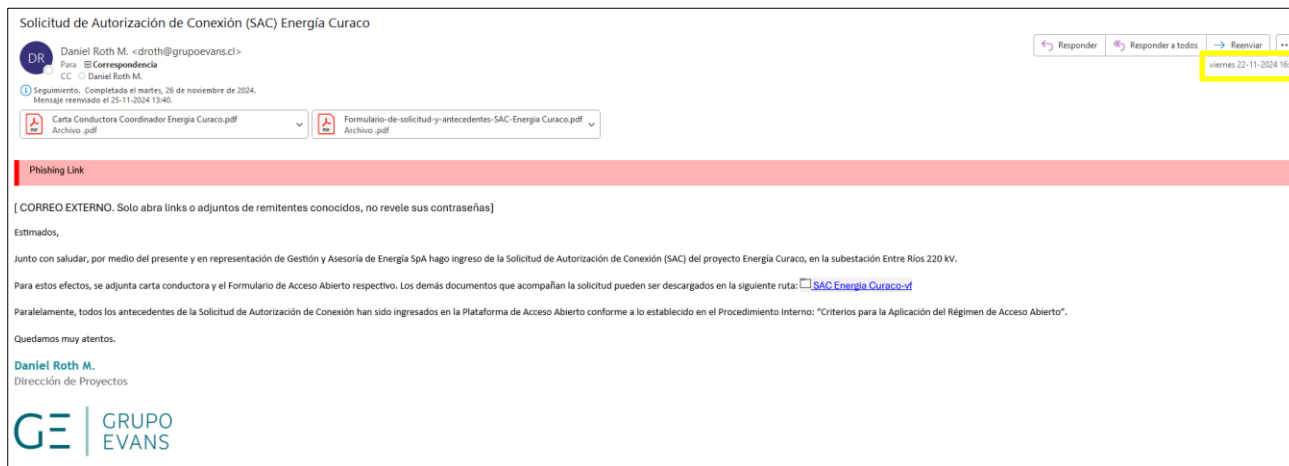 Solicitud de Autorización de Conexión (SAC) Energía Curaco
DR
Daniel Roth M. <droth@grupoevans.cl>
Para Correspondencia
CC Daniel Roth M.
Responder
Responder a todos
Reenviar
viernes 22-11-2024
Seguimiento. Completada el martes, 26 de noviembre de 2024.
Mensaje reenviado el 25-11-2024 13:40.
Carta Conductora Coordinador Energia Curaco.pdf
Archivo .pdf
Formulario-de-solicitud-y-antecedentes-SAC-Energia Curaco.pdf
Archivo .pdf
Phishing Link
[ CORREO EXTERNO. Solo abra links o adjuntos de remitentes conocidos, no revele sus contraseñas]
Estimados,
Junto con saludar, por medio del presente y en representación de Gestión y Asesoría de Energía SpA hago ingreso de la Solicitud de Autorización de Conexión (SAC) del proyecto Energía Curaco, en la subestación Entre Ríos 220 kV.
Para estos efectos, se adjunta carta conductora y el Formulario de Acceso Abierto respectivo. Los demás documentos que acompañan la solicitud pueden ser descargados en la siguiente ruta: SAC Energia Curaco-vf
Paralelamente, todos los antecedentes de la Solicitud de Autorización de Conexión han sido ingresados en la Plataforma de Acceso Abierto conforme a lo establecido en el Procedimiento Interno: “Criterios para la Aplicación del Régimen de Acceso Abierto”.
Quedamos muy atentos.
Daniel Roth M.
Dirección de Proyectos
GE GRUPO
EVANS